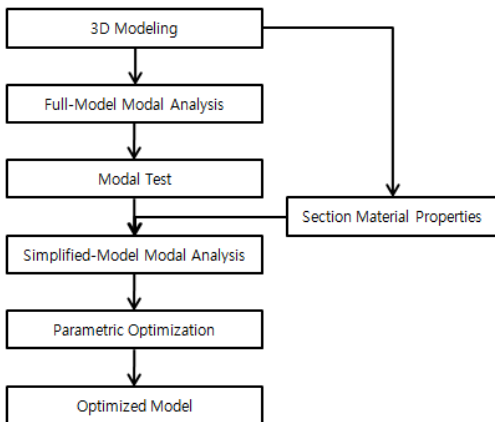 3D Modeling
Full-Model Modal Analysis
Modal Test
Section Material Properties
Simplified-Model Modal Analysis
Parametric Optimization
Optimized Model